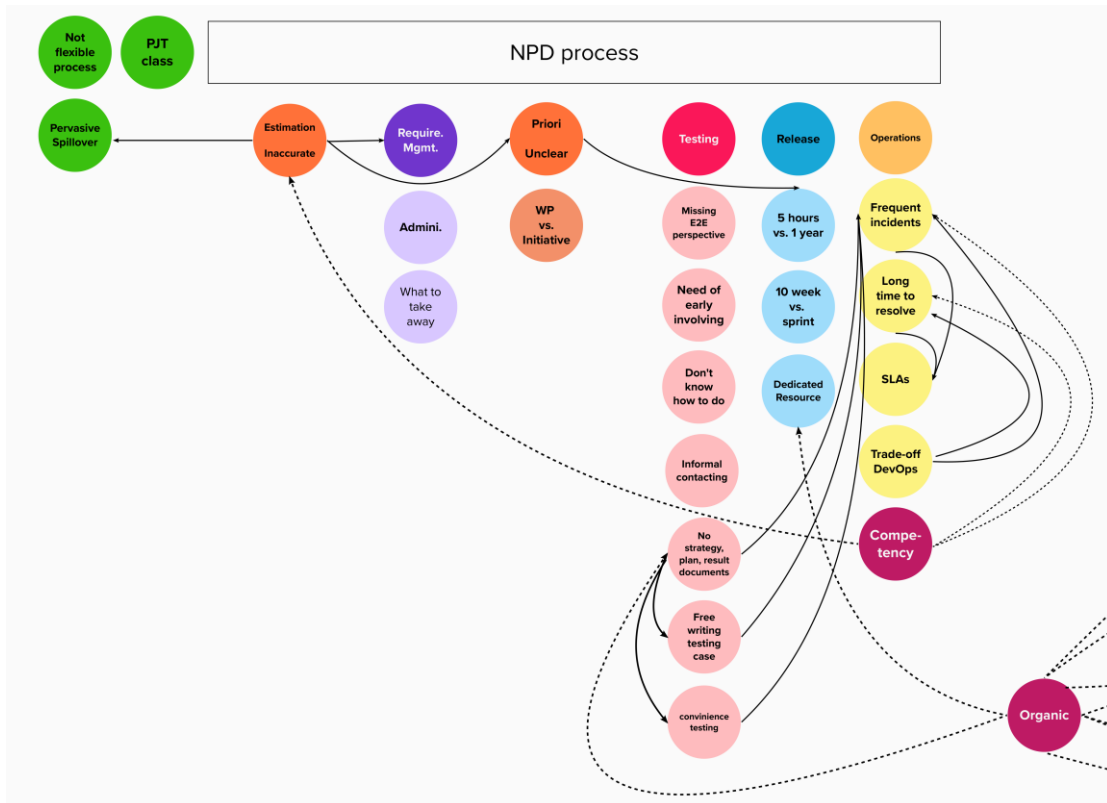 Not
flexible
process
PJT
class
NPD process
Pervasive
Spillover
Estimation
Inaccurate
Require.
Mgmt.
Priori
Unclear
Testing
Release
Operations
Admini.
WP
vs.
Initiative
Missing
E2E
perspective
5 hours
vs. 1 year
Frequent
incidents
What to
take
away
Need of
early
involving
10 week
vs.
sprint
Long
time to
resolve
Don't
know
how to do
Dedicated
Resource
SLAs
Informal
contacting
Trade-off
DevOps
No
strategy,
plan, result
documents
Compe-
tency
Free
writing
testing
case
convinience
testing
Organic